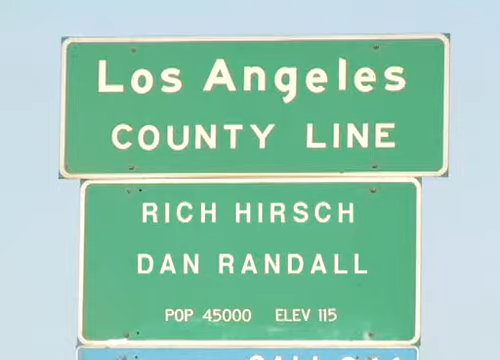 Los Angeles
COUNTY LINE
RICH HIRSCH
DAN RANDALL
POP 45000 ELEV 115